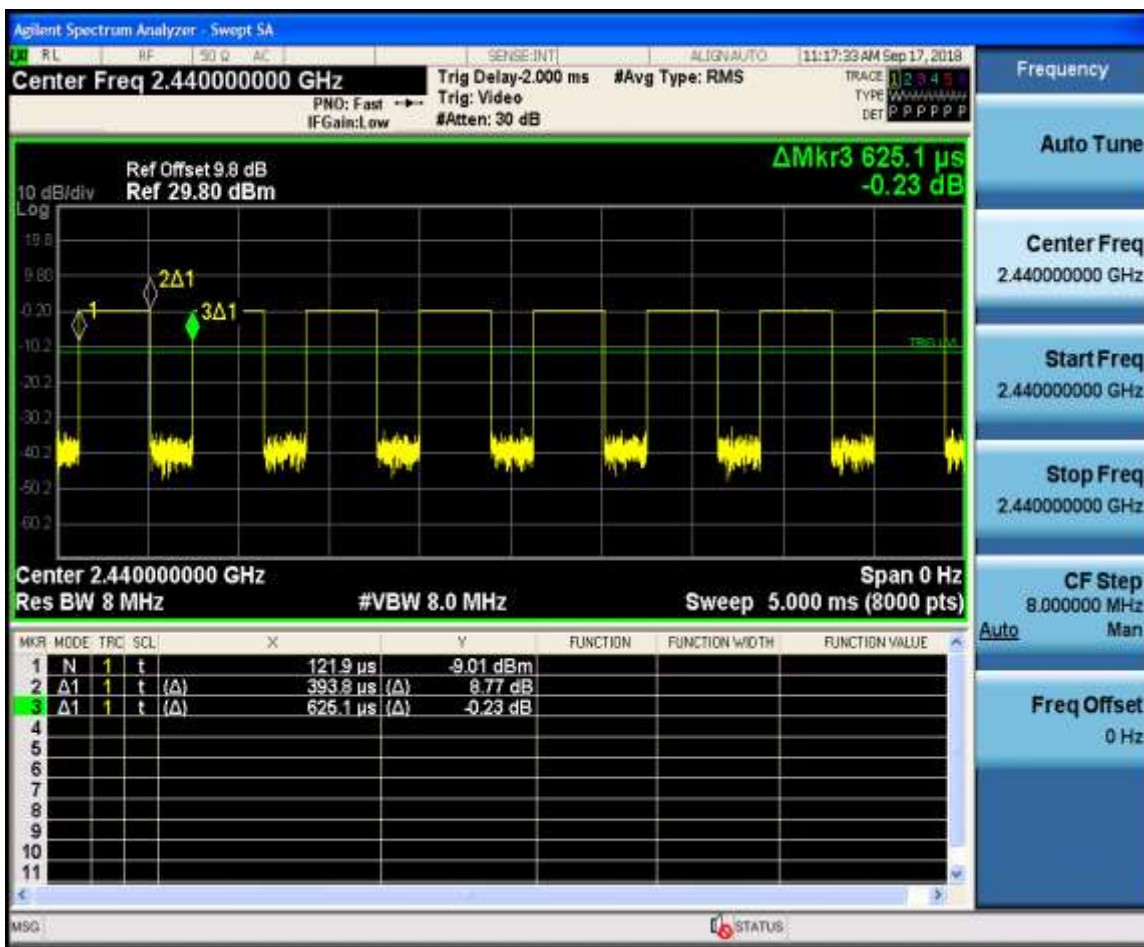 Agilent Spectrum Analyzer - Swept SA
RL RF 50 Ω AC SENSE:INT ALIGNAUTO 11:17:33 AM Sep 17, 2018
Center Freq 2.440000000 GHz
PNO: Fast
IFGain:Low
Trig Delay-2.000 ms
Trig: Video
#Atten: 30 dB
#Avg Type: RMS
TRACE 1 2 3 4 5 6
TYPE
DET P P P P P P
ΔMkr3 625.1 µs
-0.23 dB
Ref Offset 9.8 dB
10 dB/div Ref 29.80 dBm
Log
19.8
9.80
-0.20
-10.2
-20.2
-30.2
-40.2
-50.2
-60.2
1
2Δ1
3Δ1
TRIG LVL
Center 2.440000000 GHz Span 0 Hz
Res BW 8 MHz #VBW 8.0 MHz Sweep 5.000 ms (8000 pts)
MKR MODE TRC SCL X Y FUNCTION FUNCTION WIDTH FUNCTION VALUE
1 N 1 t 121.9 µs -9.01 dBm
2 Δ1 1 t (Δ) 393.8 µs (Δ) 8.77 dB
3 Δ1 1 t (Δ) 625.1 µs (Δ) -0.23 dB
4
5
6
7
8
9
10
11
MSG STATUS
Frequency
Auto Tune
Center Freq
2.440000000 GHz
Start Freq
2.440000000 GHz
Stop Freq
2.440000000 GHz
CF Step
8.000000 MHz
Auto Man
Freq Offset
0 Hz